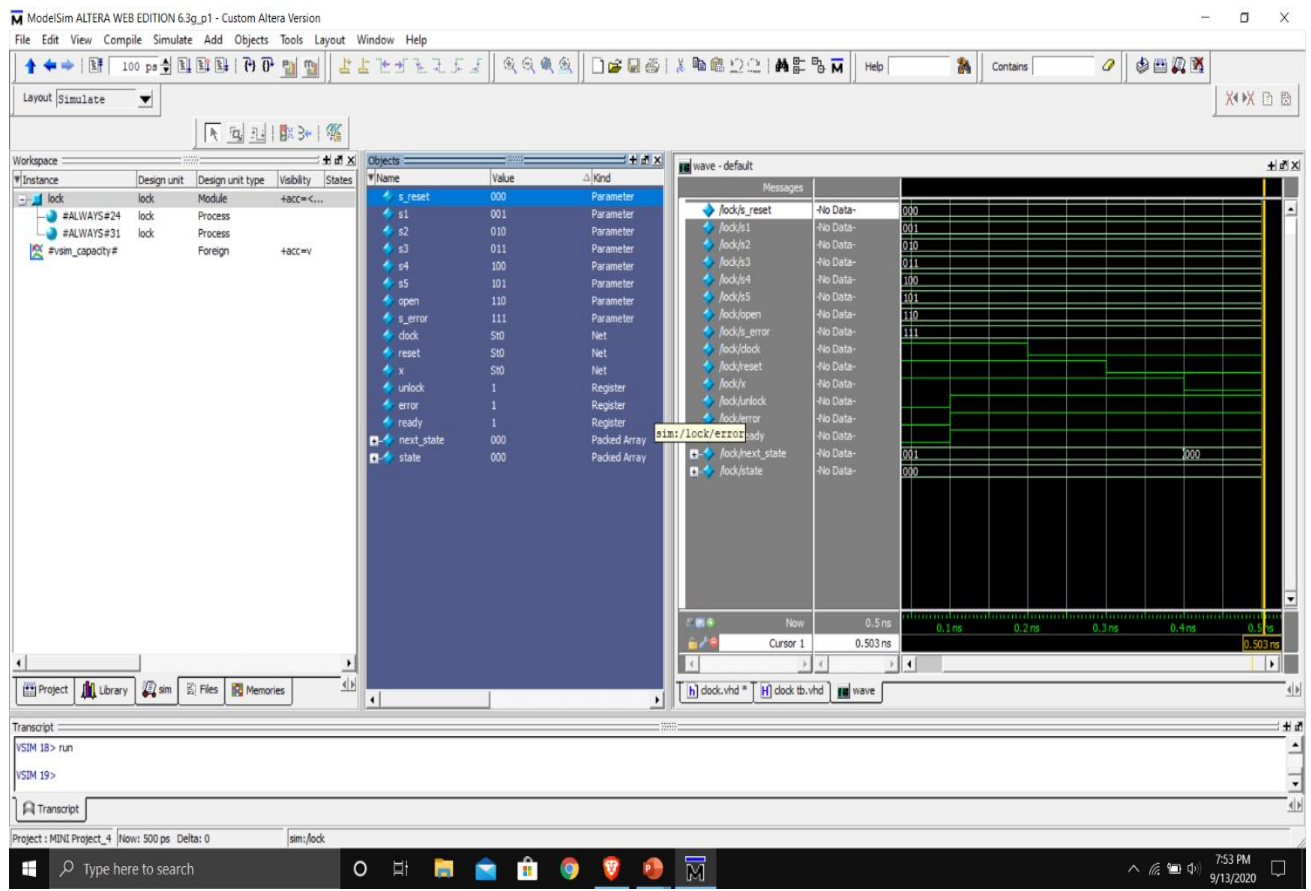 ModelSim ALTERA WEB EDITION 6.3g_p1 - Custom Altera Version
File Edit View Compile Simulate Add Objects Tools Layout Window Help
100 ps Help Contains
Layout Simulate
Workspace
Instance Design unit Design unit type Visibility States
lock lock Module +acc=<...
#ALWAYS#24 lock Process
#ALWAYS#31 lock Process
#vsim_capacity# Foreign +acc=v
Project Library sim Files Memories
Objects
Name Value Kind
s_reset 000 Parameter
s1 001 Parameter
s2 010 Parameter
s3 011 Parameter
s4 100 Parameter
s5 101 Parameter
open 110 Parameter
s_error 111 Parameter
clock St0 Net
reset St0 Net
x St0 Net
unlock 1 Register
error 1 Register
ready 1 Register
next_state 000 Packed Array
state 000 Packed Array
sim:/lock/error
wave - default
Messages
/lock/s_reset -No Data- 000
/lock/s1 -No Data- 001
/lock/s2 -No Data- 010
/lock/s3 -No Data- 011
/lock/s4 -No Data- 100
/lock/s5 -No Data- 101
/lock/open -No Data- 110
/lock/s_error -No Data- 111
/lock/clock -No Data-
/lock/reset -No Data-
/lock/x -No Data-
/lock/unlock -No Data-
/lock/error -No Data-
eady -No Data-
/lock/next_state -No Data- 001 000
/lock/state -No Data- 000
Now 0.5 ns 0.1 ns 0.2 ns 0.3 ns 0.4 ns 0.5 ns
Cursor 1 0.503 ns 0.503 ns
clock.vhd * clock tb.vhd wave
Transcript
VSIM 18> run
VSIM 19>
Transcript
Project : MINI Project_4 Now: 500 ps Delta: 0 sim:/lock
Type here to search
7:53 PM
9/13/2020